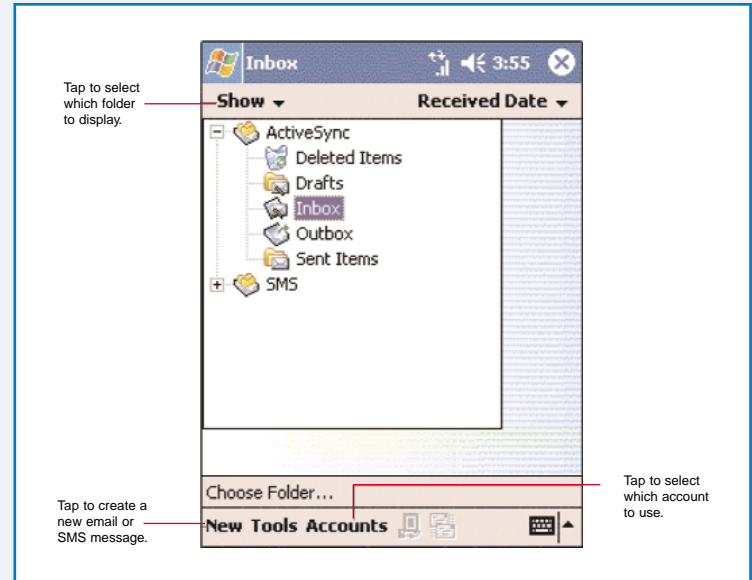 Inbox 3:55
Tap to select
which folder
to display.
Show Received Date
ActiveSync
Deleted Items
Drafts
Inbox
Outbox
Sent Items
SMS
Choose Folder...
Tap to select
which account
to use.
Tap to create a
new email or
SMS message.
New Tools Accounts